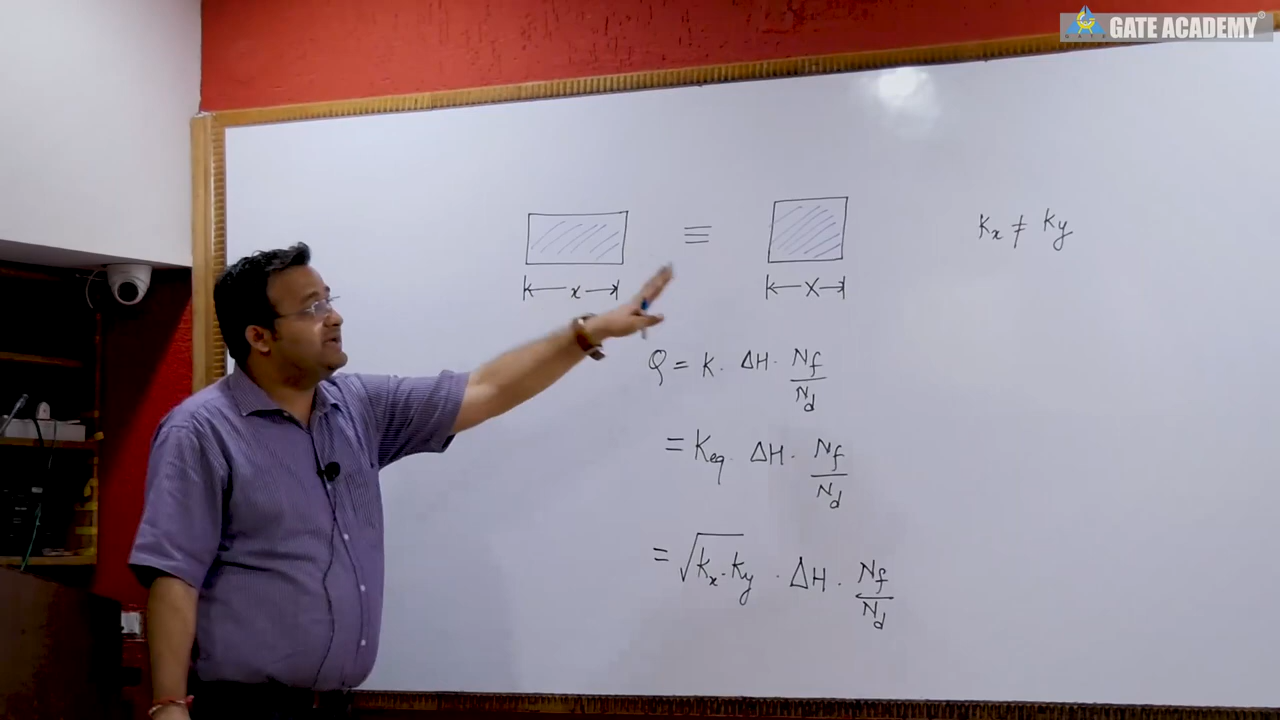 GATE ACADEMY®
≡ kx ≠ ky
x X
Q = K. ΔH. Nf/Nd
= Keq. ΔH. Nf/Nd
= √kx.ky . ΔH. Nf/Nd